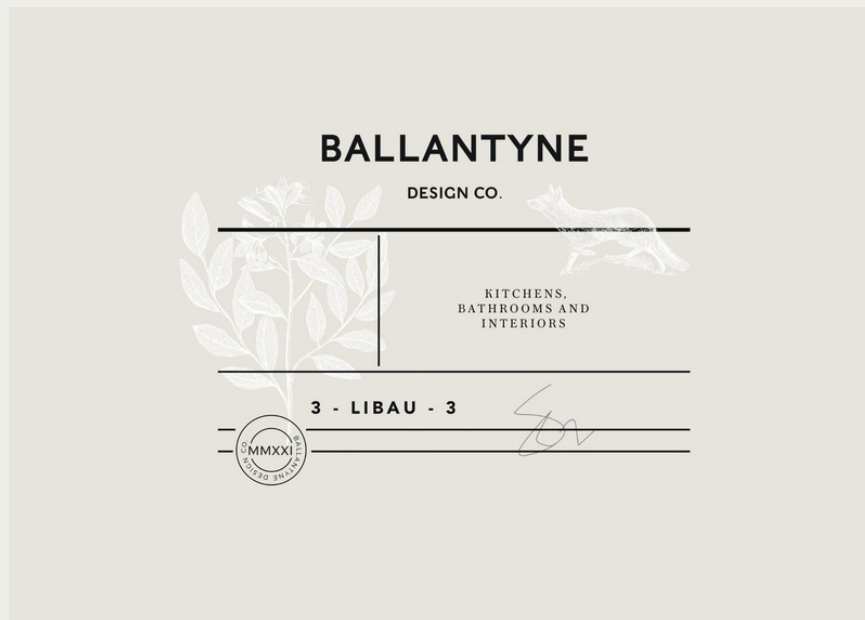 BALLANTYNE
DESIGN CO.
KITCHENS,
BATHROOMS AND
INTERIORS
3 - LIBAU - 3
MMXXI
BALLANTYNE DESIGN CO.